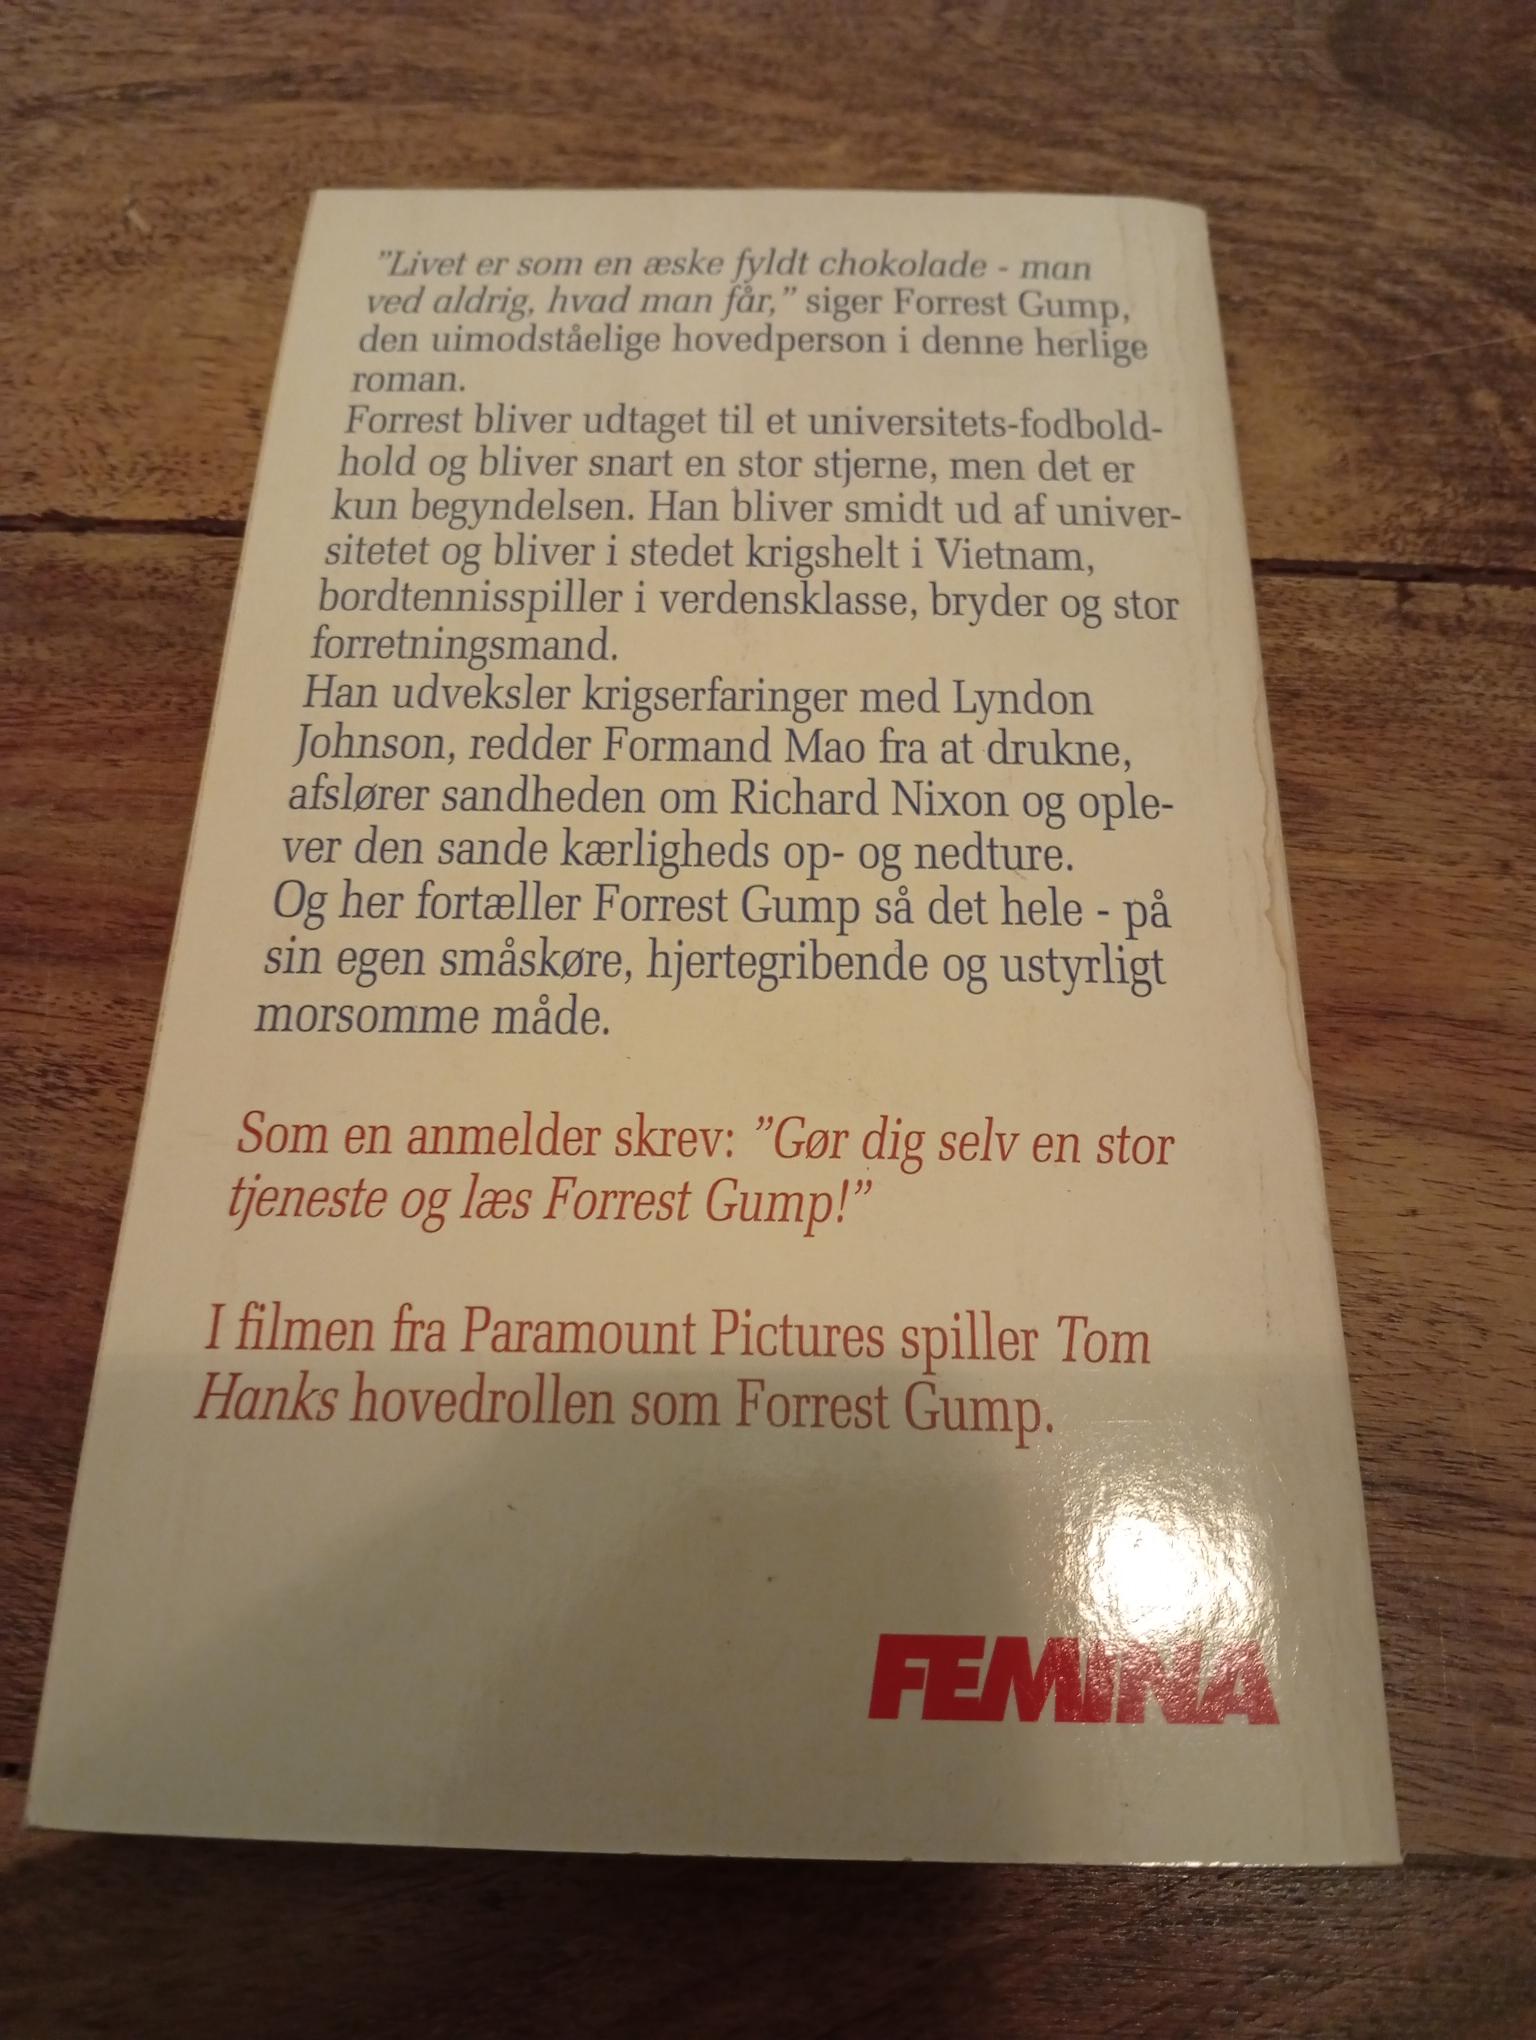 "Livet er som en æske fyldt chokolade - man
ved aldrig, hvad man får," siger Forrest Gump,
den uimodståelige hovedperson i denne herlige
roman.
Forrest bliver udtaget til et universitets-fodbold-
hold og bliver snart en stor stjerne, men det er
kun begyndelsen. Han bliver smidt ud af univer-
sitetet og bliver i stedet krigshelt i Vietnam,
bordtennisspiller i verdensklasse, bryder og stor
forretningsmand.
Han udveksler krigserfaringer med Lyndon
Johnson, redder Formand Mao fra at drukne,
afslører sandheden om Richard Nixon og ople-
ver den sande kærligheds op- og nedture.
Og her fortæller Forrest Gump så det hele - på
sin egen småskøre, hjertegribende og ustyrligt
morsomme måde.
Som en anmelder skrev: "Gør dig selv en stor
tjeneste og læs Forrest Gump!"
I filmen fra Paramount Pictures spiller Tom
Hanks hovedrollen som Forrest Gump.
FEMINA